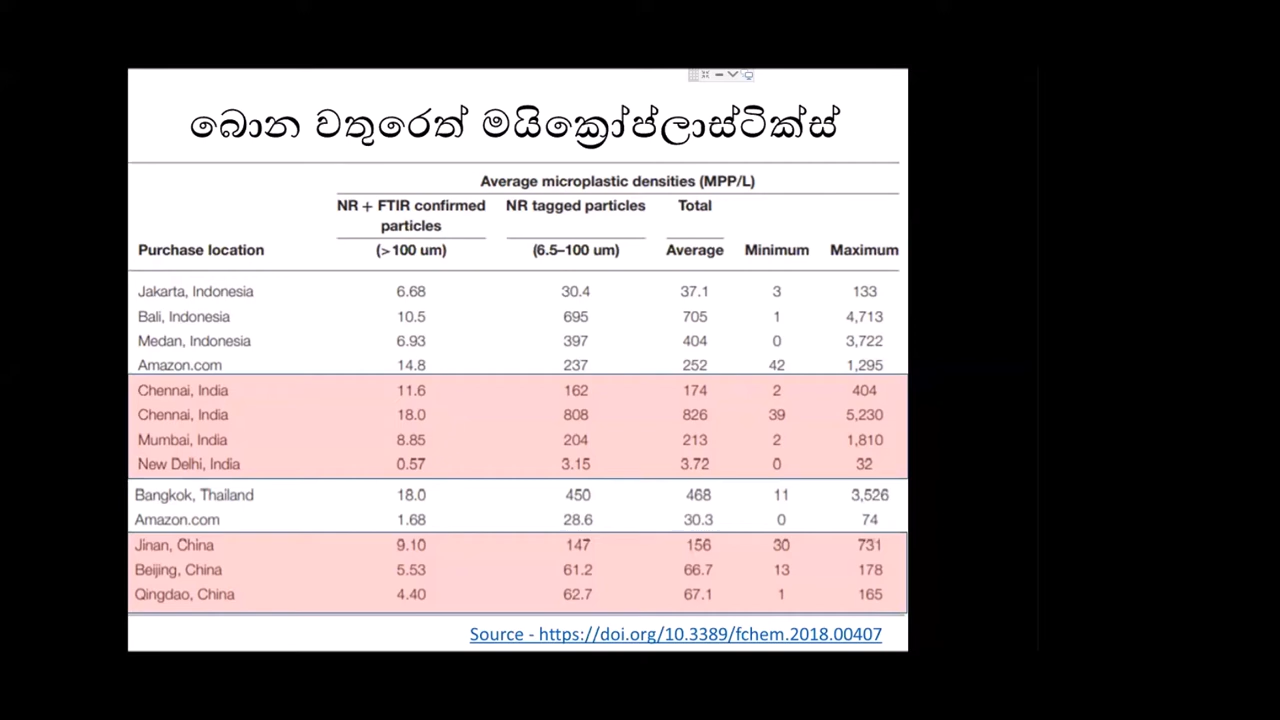 බොන වතුරෙත් මයික්‍රෝප්ලාස්ටික්ස්
Average microplastic densities (MPP/L)
NR + FTIR confirmed particles NR tagged particles Total
Purchase location (>100 um) (6.5–100 um) Average Minimum Maximum
Jakarta, Indonesia 6.68 30.4 37.1 3 133
Bali, Indonesia 10.5 695 705 1 4,713
Medan, Indonesia 6.93 397 404 0 3,722
Amazon.com 14.8 237 252 42 1,295
Chennai, India 11.6 162 174 2 404
Chennai, India 18.0 808 826 39 5,230
Mumbai, India 8.85 204 213 2 1,810
New Delhi, India 0.57 3.15 3.72 0 32
Bangkok, Thailand 18.0 450 468 11 3,526
Amazon.com 1.68 28.6 30.3 0 74
Jinan, China 9.10 147 156 30 731
Beijing, China 5.53 61.2 66.7 13 178
Qingdao, China 4.40 62.7 67.1 1 165
Source - https://doi.org/10.3389/fchem.2018.00407